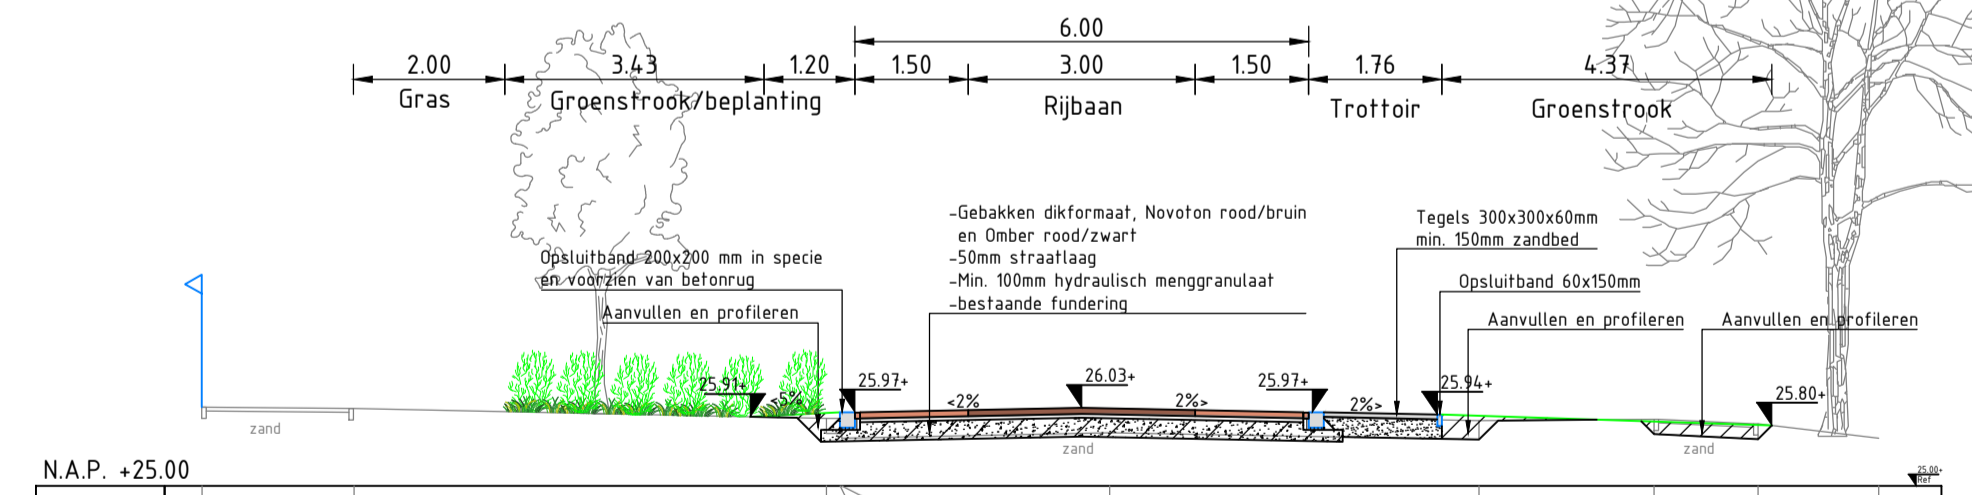 6.00
2.00 3.43 1.20 1.50 3.00 1.50 1.76 4.37
Gras Groenstrook/beplanting Rijbaan Trottoir Groenstrook
-Gebakken dikformaat, Novoton rood/bruin
en Omber rood/zwart
-50mm straatlaag
-Min. 100mm hydraulisch menggranulaat
-bestaande fundering
Opsluitband 200x200 mm in specie
en voorzien van betonrug
Aanvullen en profileren
Tegels 300x300x60mm
min. 150mm zandbed
Opsluitband 60x150mm
Aanvullen en profileren
Aanvullen en profileren
25.91+ 25.97+ 26.03+ 25.97+ 25.94+ 25.80+
<5% <2% 2%> 2%>
zand
zand
zand
N.A.P. +25.00
25.00+
Ref